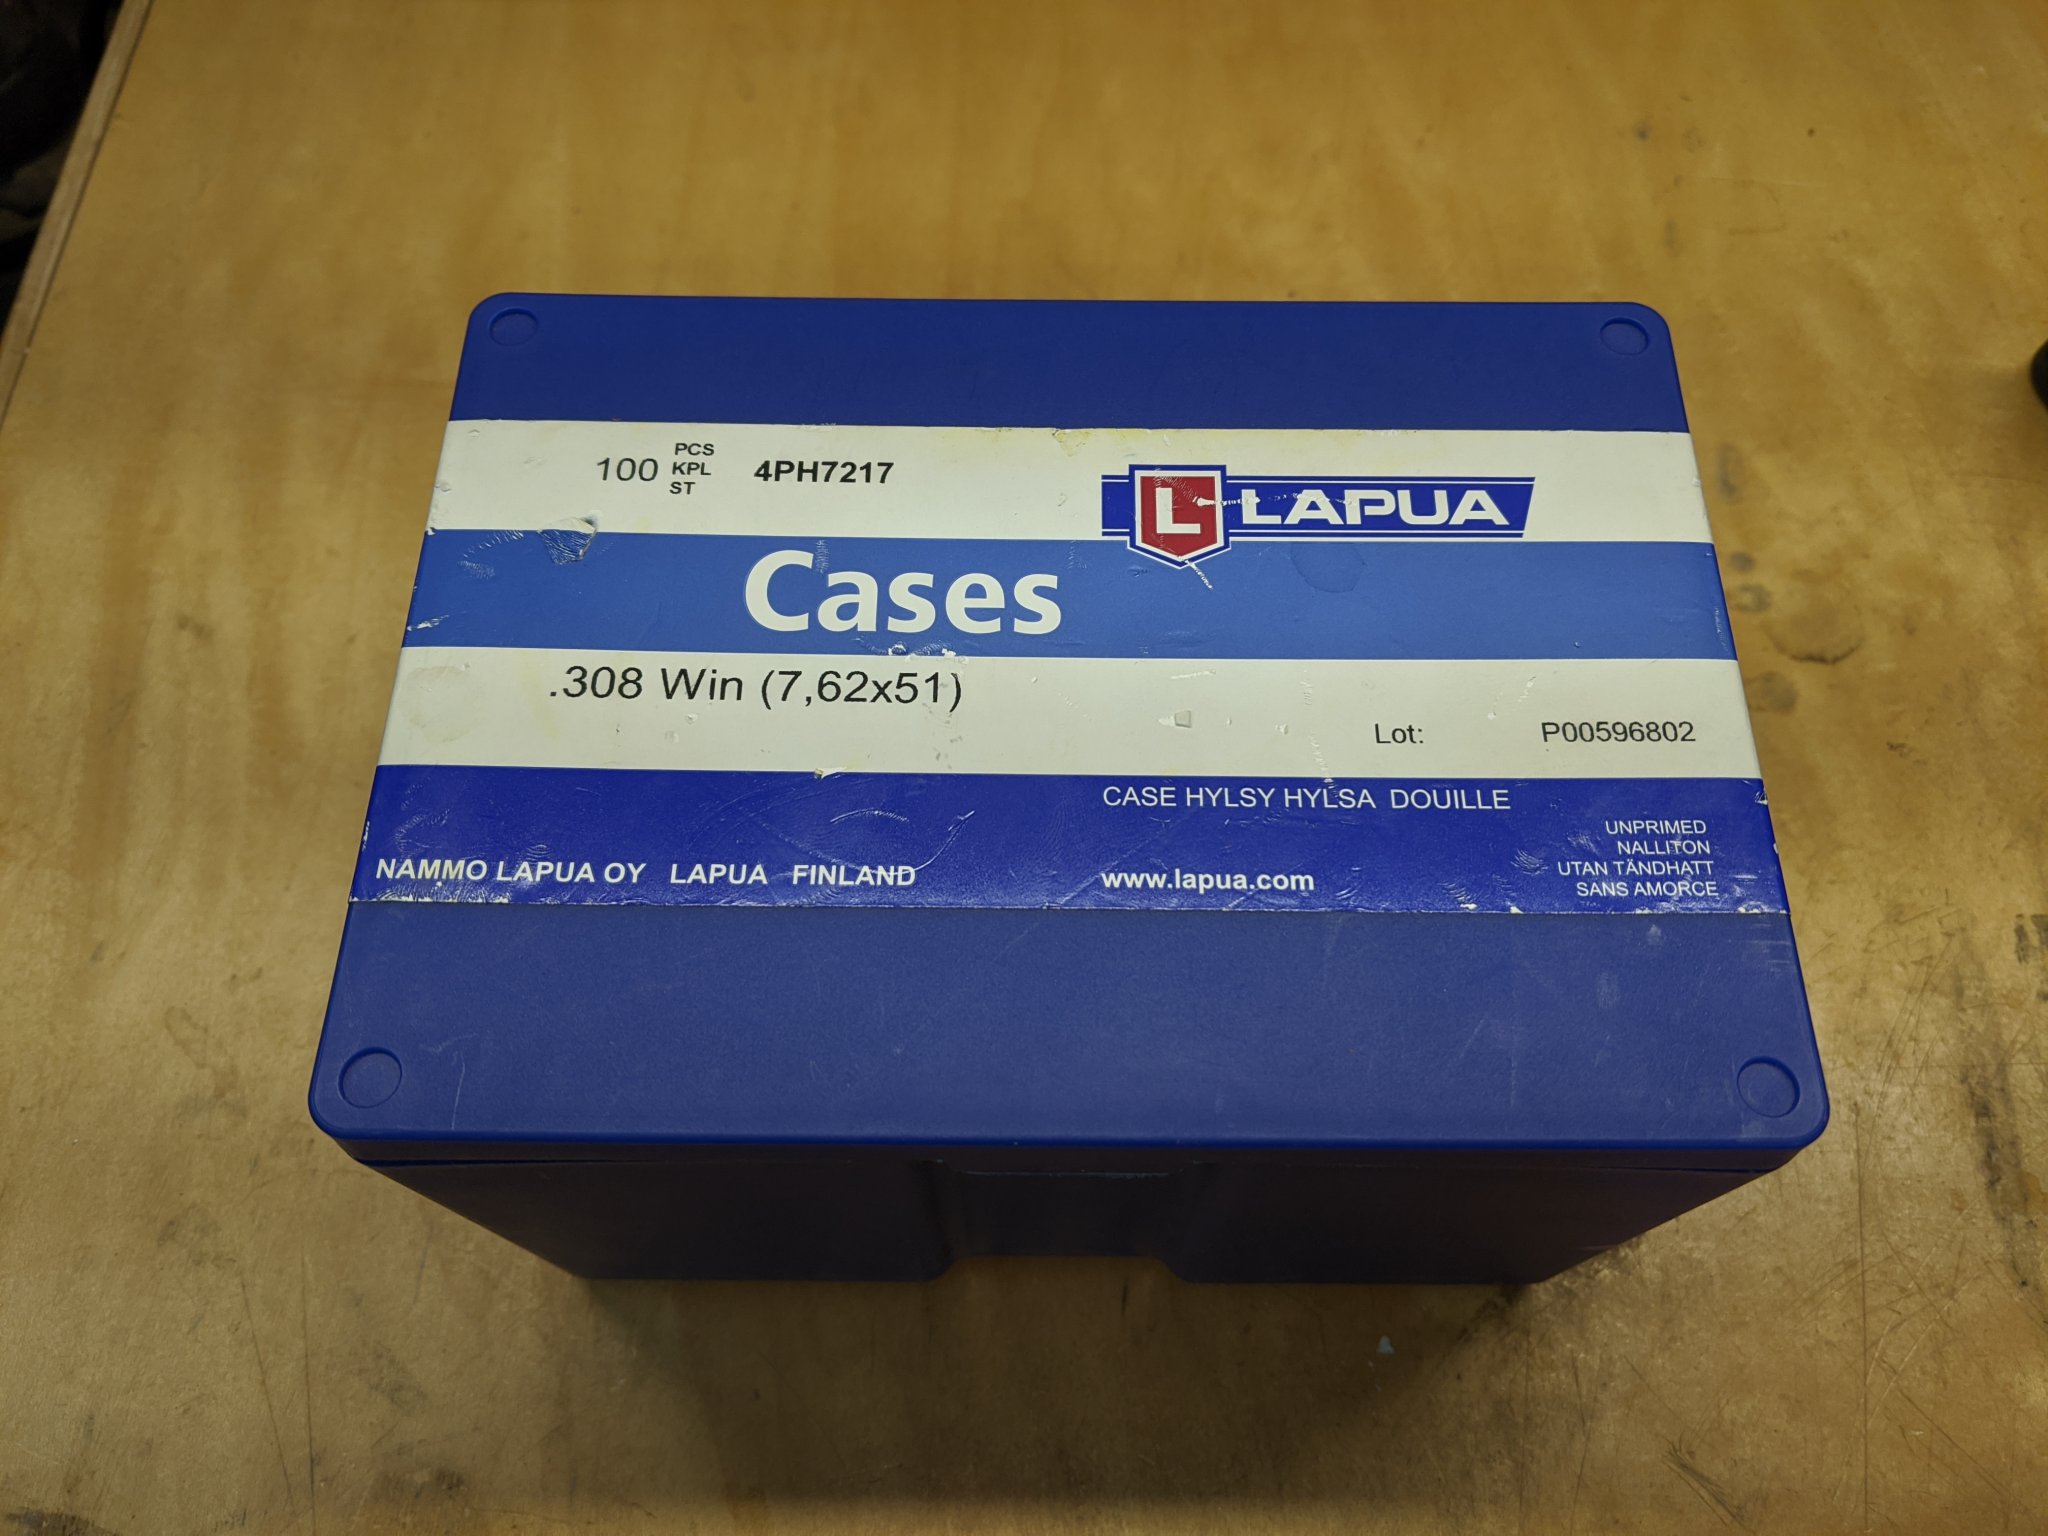 100 PCS 4PH7217
KPL
ST
L LAPUA
Cases
.308 Win (7,62x51)
Lot: P00596802
CASE HYLSY HYLSA DOUILLE
UNPRIMED
NALLITON
UTAN TÄNDHATT
SANS AMORCE
NAMMO LAPUA OY LAPUA FINLAND
www.lapua.com